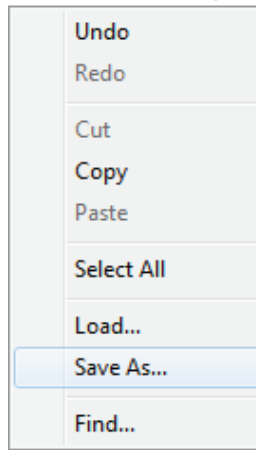 Undo
Redo
Cut
Copy
Paste
Select All
Load...
Save As...
Find...